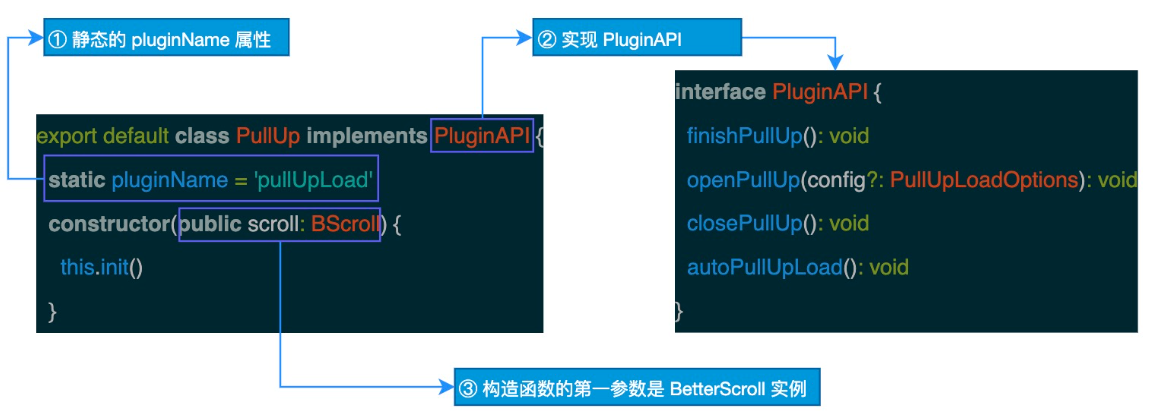 ① 静态的 pluginName 属性
② 实现 PluginAPI
export default class PullUp implements PluginAPI {
static pluginName = 'pullUpLoad'
constructor(public scroll: BScroll) {
this.init()
}
interface PluginAPI {
finishPullUp(): void
openPullUp(config?: PullUpLoadOptions): void
closePullUp(): void
autoPullUpLoad(): void
}
③ 构造函数的第一参数是 BetterScroll 实例